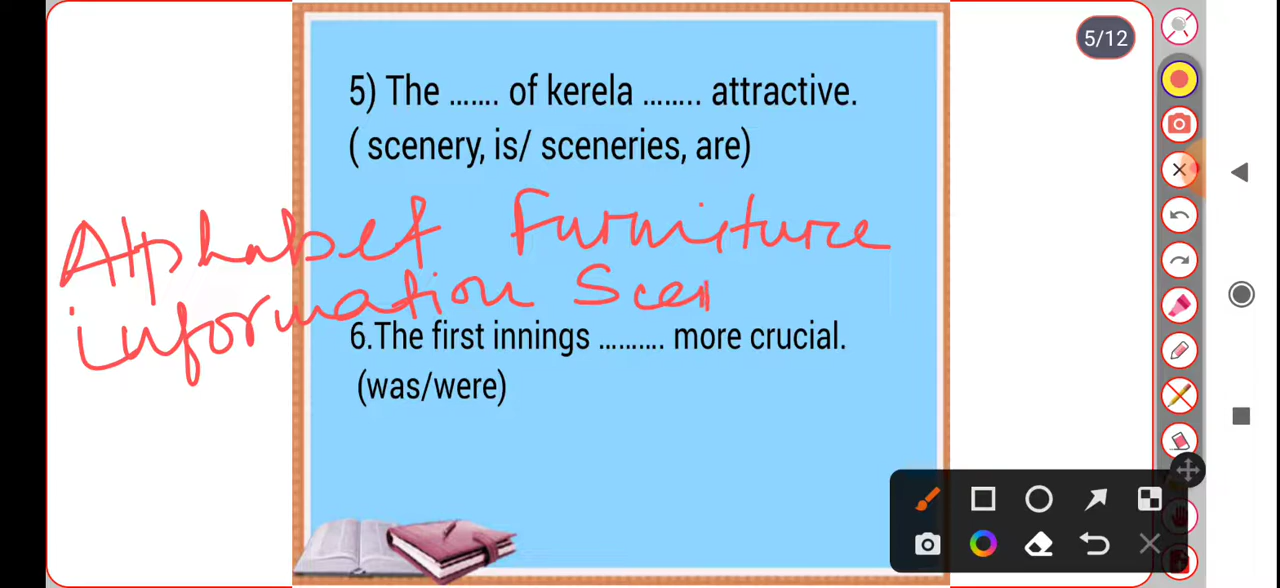 5/12
5) The ....... of kerela ........ attractive.
( scenery, is/ sceneries, are)
Alphabet Furniture
information Scen
6.The first innings .......... more crucial.
(was/were)